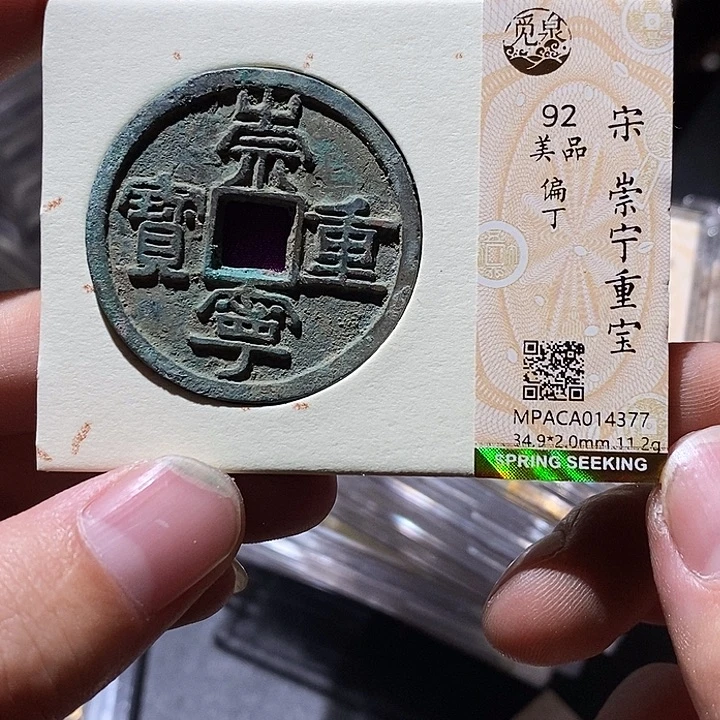 崇寧重寶
觅泉
宋 崇宁重宝
92
美品
偏丁
MPACA014377
34.9*2.0mm 11.2g
SPRING SEEKING